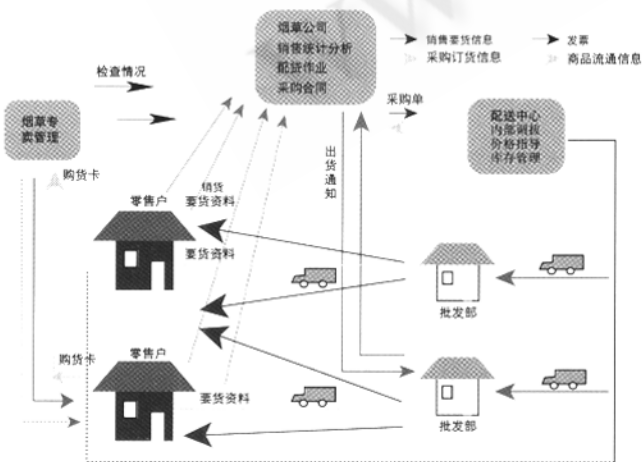 烟草公司
销售统计分析
配货作业
采购合同
销售要货信息
发票
采购订货信息
商品流通信息
检查情况
采购单
烟草专
卖管理
配送中心
内部调拨
价格指导
库存管理
购货卡
出货通知
销货
要货资料
零售户
要货资料
批发部
购货卡
零售户
要货资料
批发部